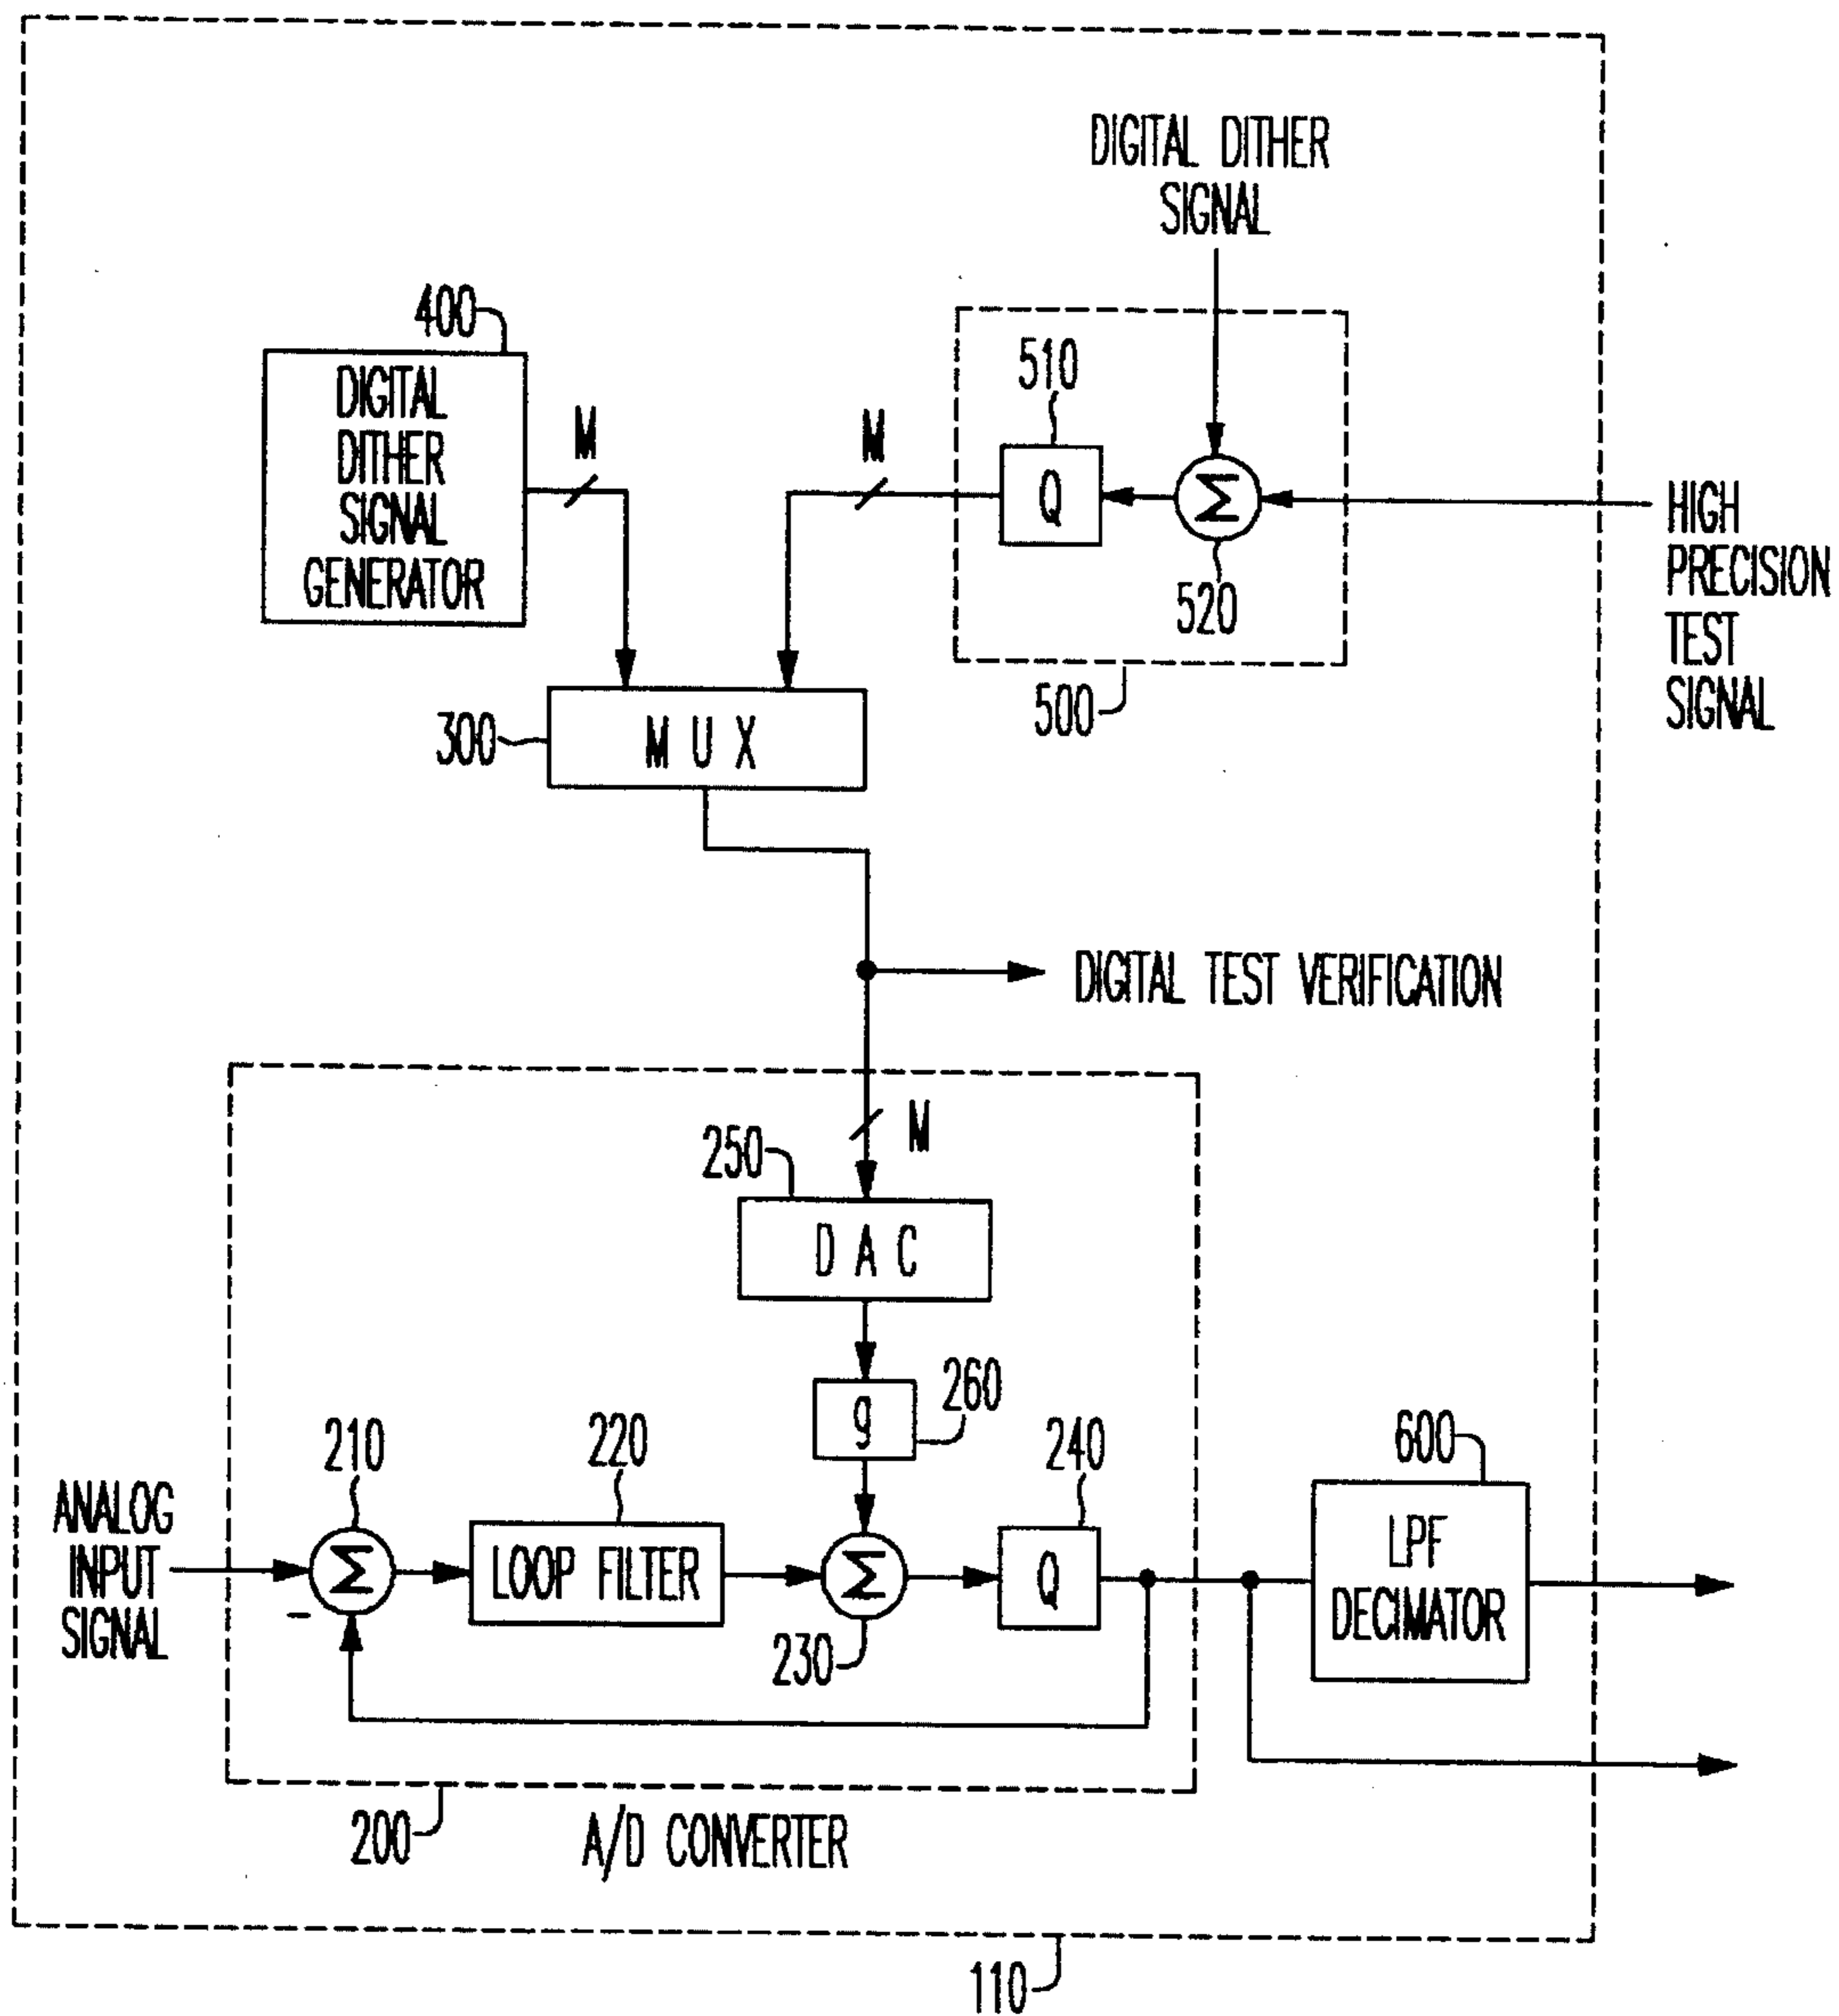 DIGITAL DITHER
SIGNAL
400
DIGITAL
DITHER
SIGNAL
GENERATOR
M
M
510
Q
Σ
520
500
HIGH
PRECISION
TEST
SIGNAL
300
M U X
DIGITAL TEST VERIFICATION
M
250
D A C
260
g
210
220
240
600
ANALOG
INPUT
SIGNAL
Σ
-
LOOP FILTER
Σ
230
Q
LPF
DECIMATOR
200
A/D CONVERTER
110